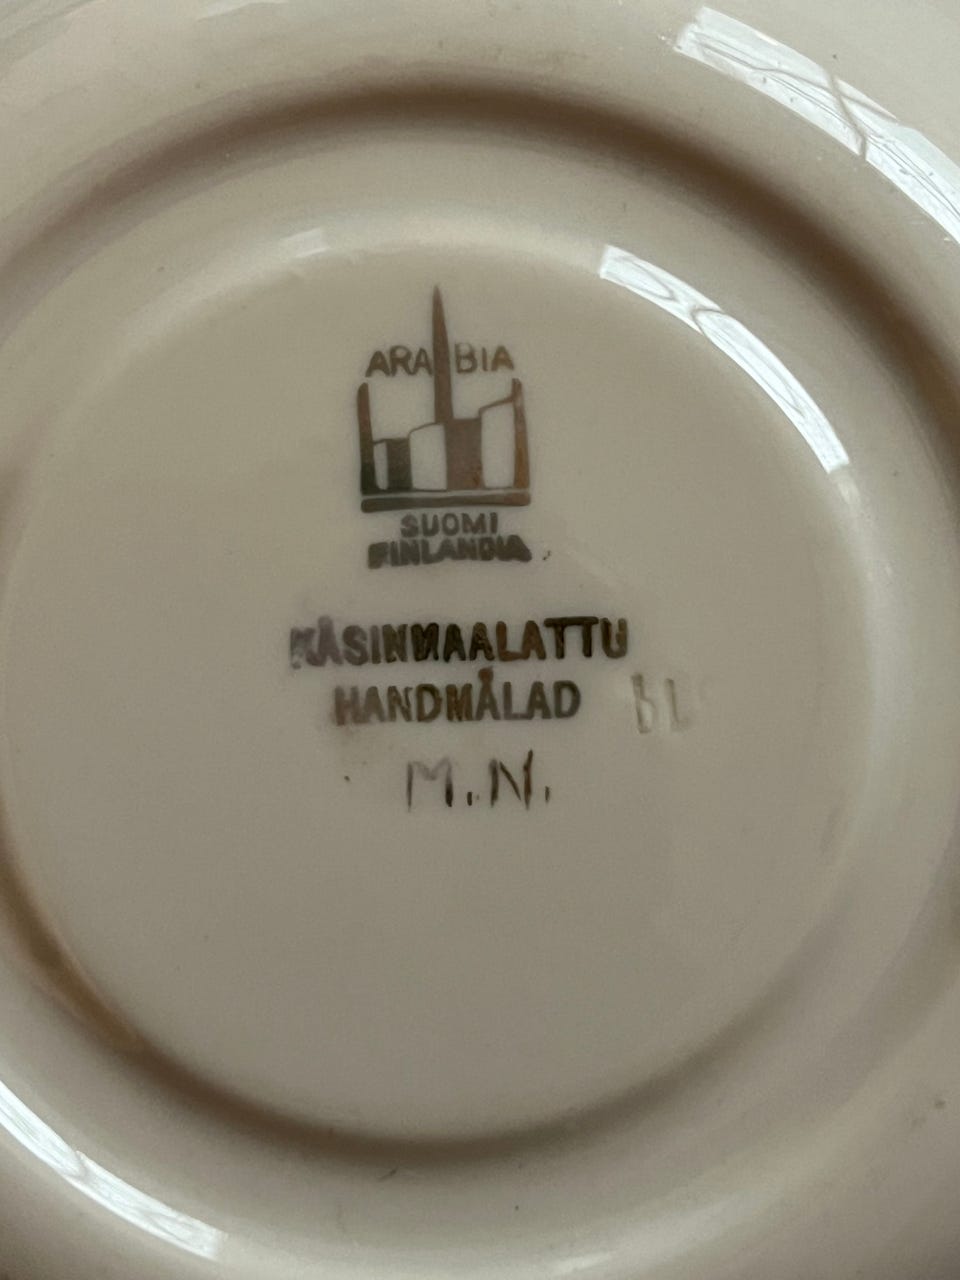 ARABIA
SUOMI
FINLANDIA
KÄSINMAALATTU
HANDMÅLAD
M.N.